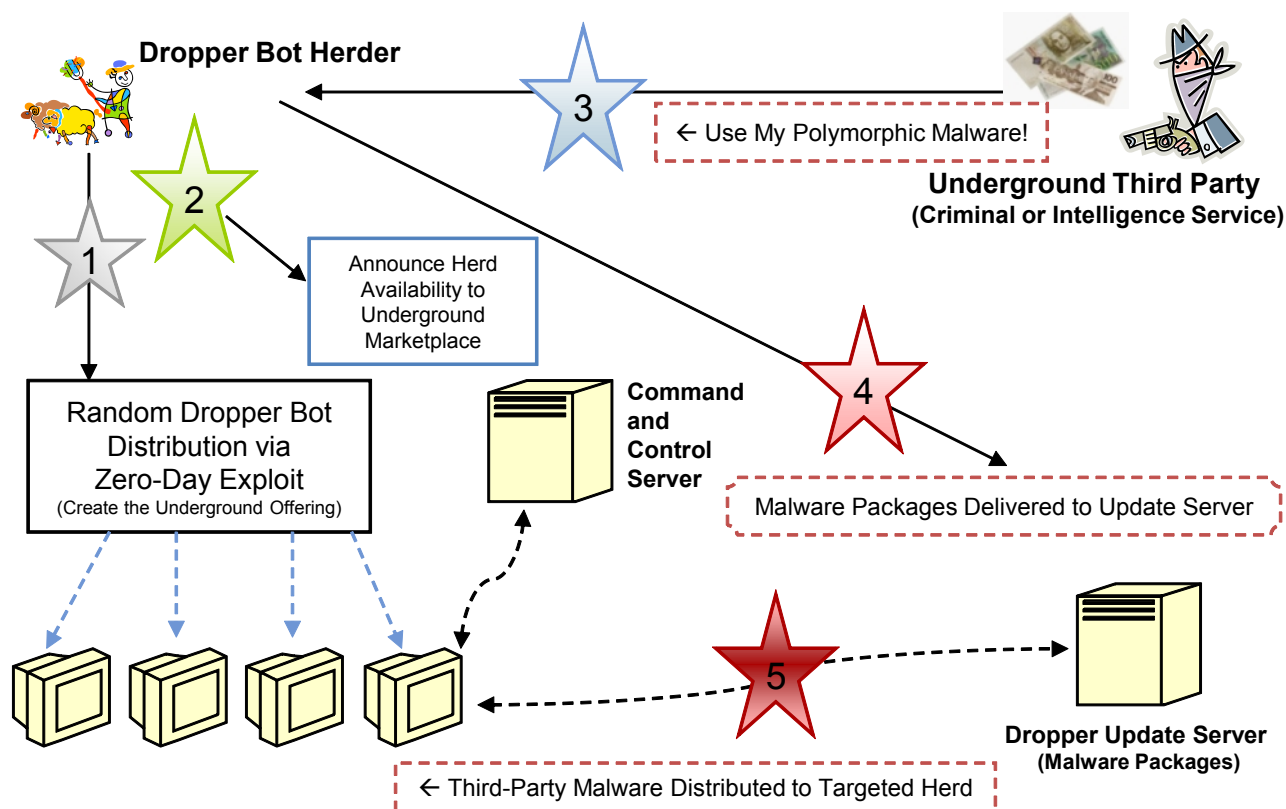 Dropper Bot Herder
3
← Use My Polymorphic Malware!
Underground Third Party
(Criminal or Intelligence Service)
2
1
Announce Herd
Availability to
Underground
Marketplace
Random Dropper Bot
Distribution via
Zero-Day Exploit
(Create the Underground Offering)
Command
and
Control
Server
4
Malware Packages Delivered to Update Server
5
Dropper Update Server
(Malware Packages)
← Third-Party Malware Distributed to Targeted Herd